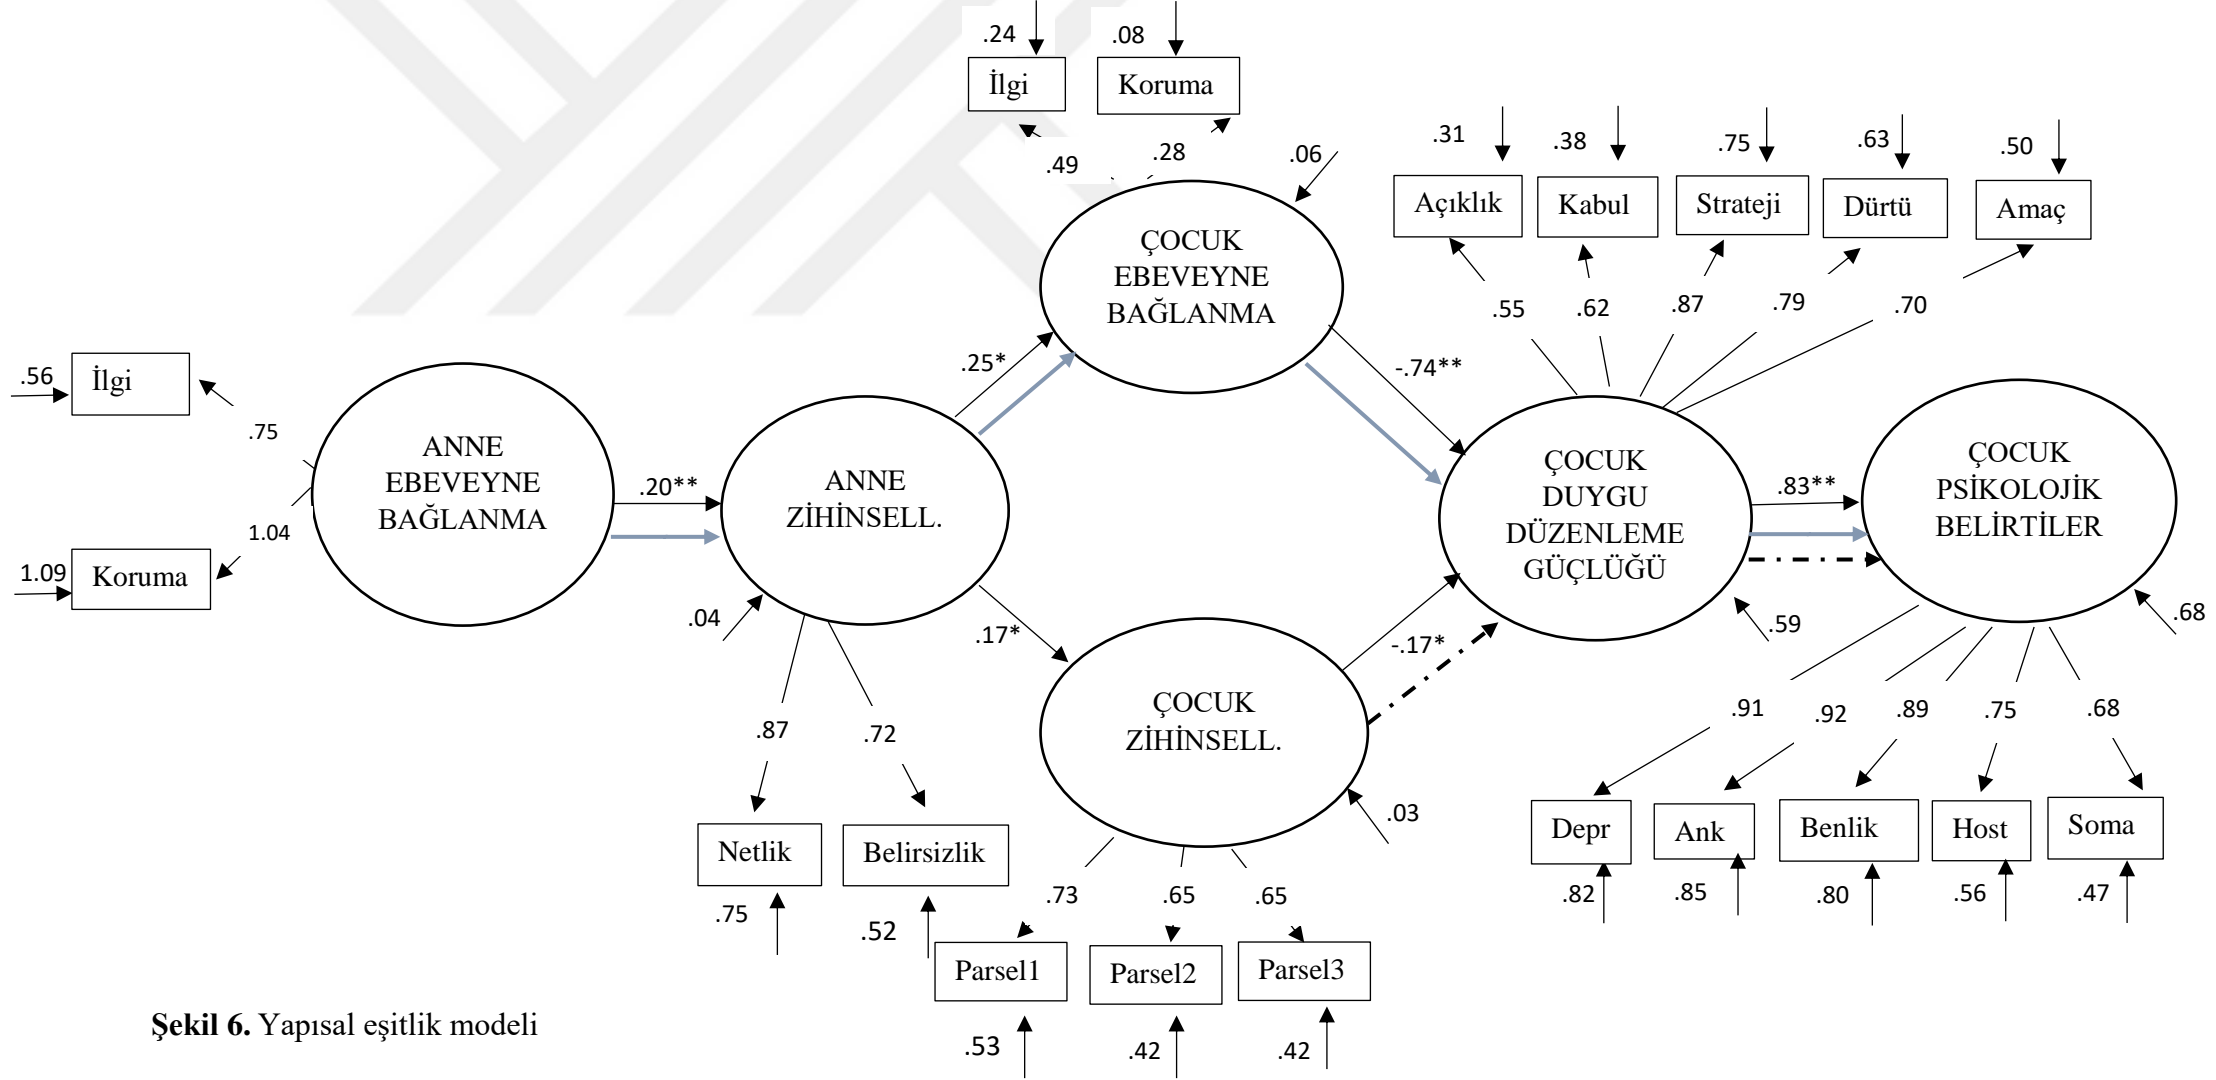 .24
.08
İlgi
Koruma
.49
.28
.06
.31
.38
.75
.63
.50
Açıklık
Kabul
Strateji
Dürtü
Amaç
ÇOCUK
EBEVEYNE
BAĞLANMA
.55
.62
.87
.79
.70
.56
İlgi
.75
.25*
-.74**
ANNE
EBEVEYNE
BAĞLANMA
.20**
ANNE
ZİHİNSELL.
ÇOCUK
DUYGU
DÜZENLEME
GÜÇLÜĞÜ
.83**
ÇOCUK
PSİKOLOJİK
BELİRTİLER
1.04
1.09
Koruma
.04
.17*
-.17*
.59
.68
ÇOCUK
ZİHİNSELL.
.87
.72
.91
.92
.89
.75
.68
.03
Netlik
Belirsizlik
Depr
Ank
Benlik
Host
Soma
.75
.52
.73
.65
.65
.82
.85
.80
.56
.47
Parsel1
Parsel2
Parsel3
.53
.42
.42
Şekil 6. Yapısal eşitlik modeli